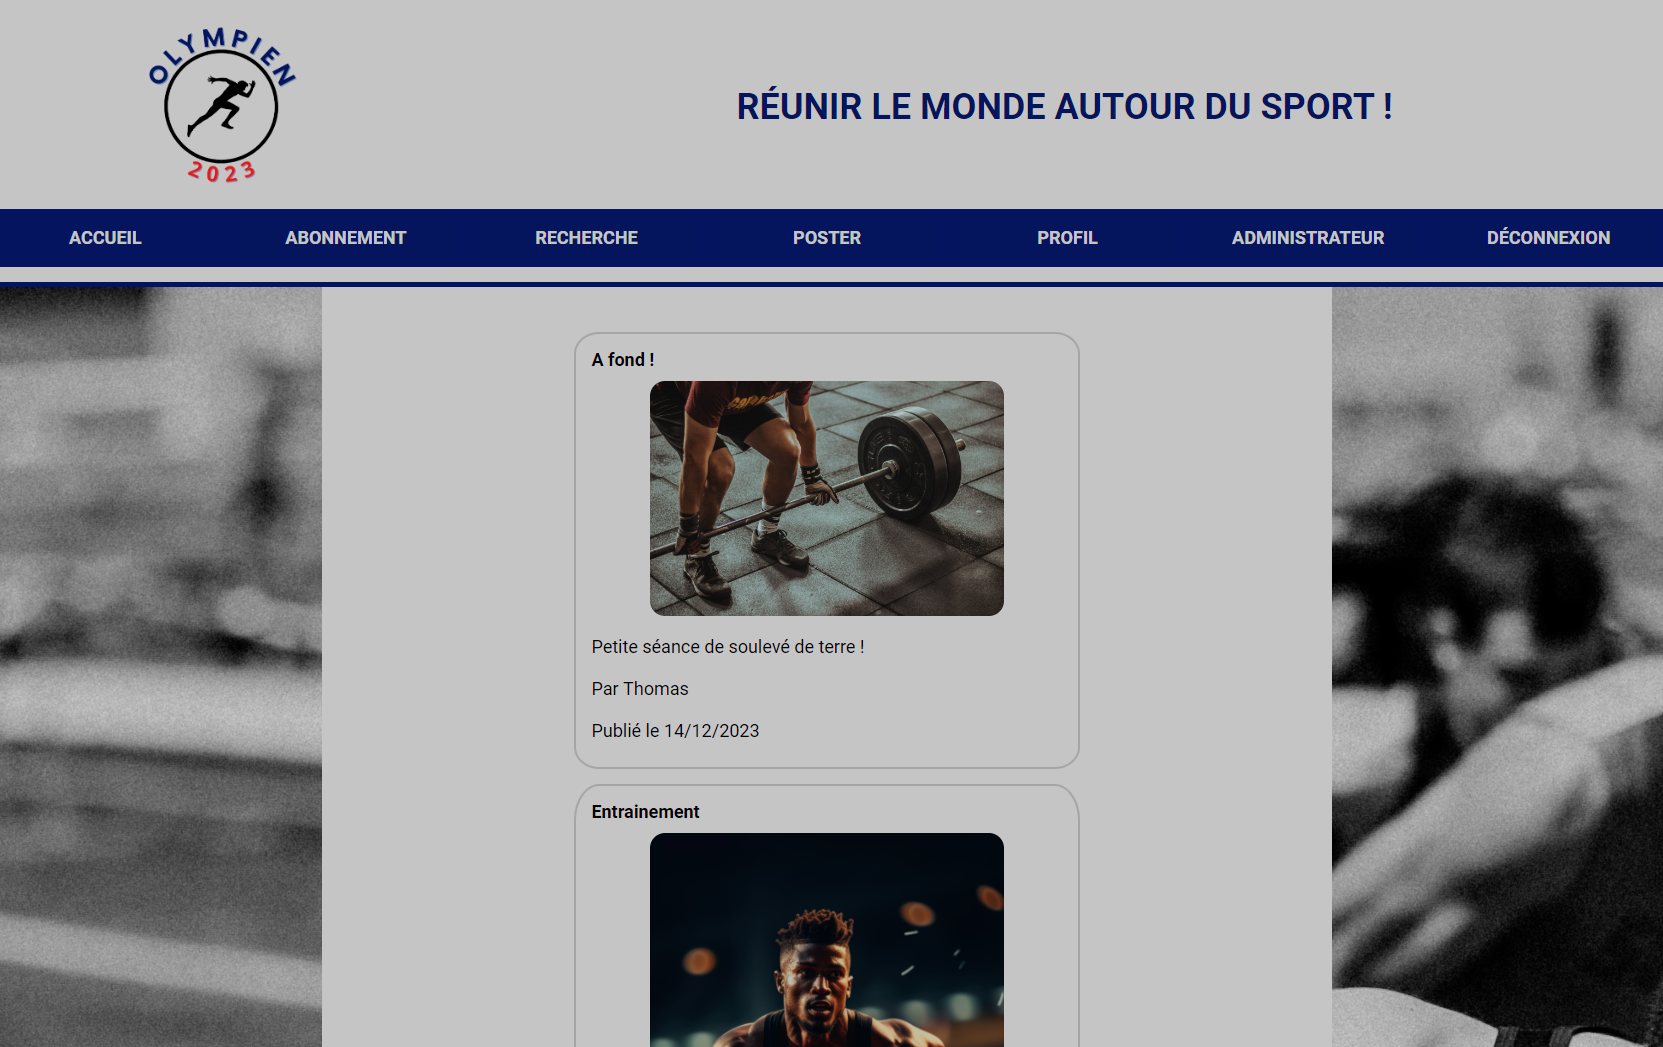 OLYMPIEN
2023
RÉUNIR LE MONDE AUTOUR DU SPORT !
ACCUEIL ABONNEMENT RECHERCHE POSTER PROFIL ADMINISTRATEUR DÉCONNEXION
A fond !
Petite séance de soulevé de terre !
Par Thomas
Publié le 14/12/2023
Entrainement